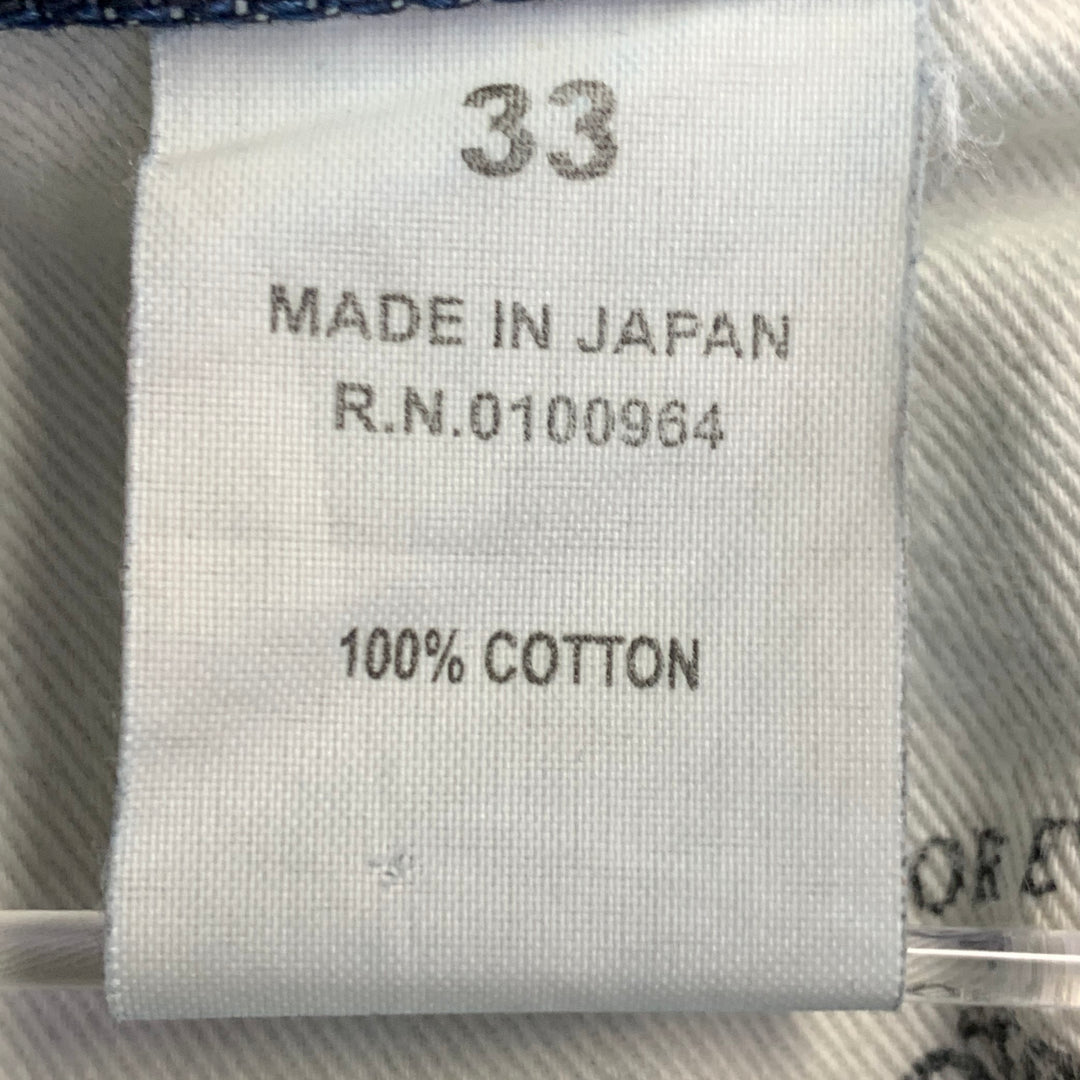 33
MADE IN JAPAN
R.N.0100964
100% COTTON